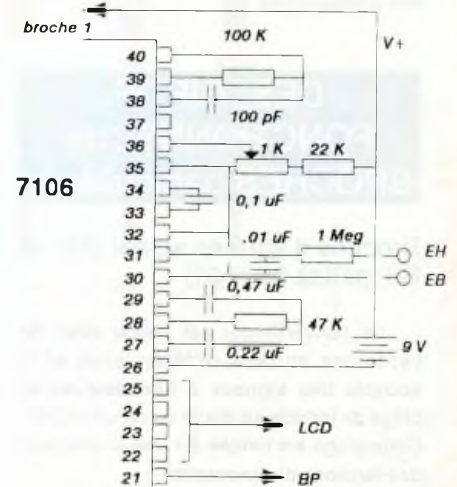 broche 1
100 K
V+
40
39
38
100 pF
37
36
1 K
22 K
35
7106
34
0,1 uF
33
32
.01 uF
1 Meg
31
EH
30
EB
0,47 uF
29
28
47 K
27
9 V
0,22 uF
26
25
24
LCD
23
22
21
BP